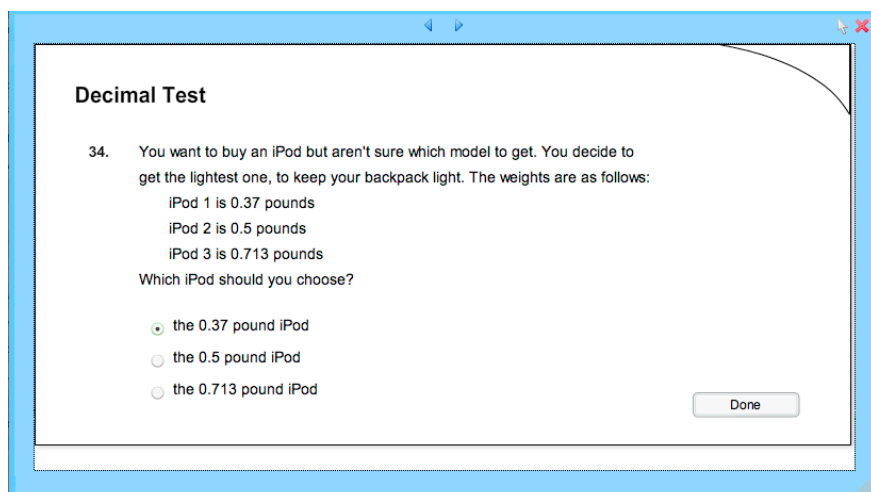 Decimal Test
34. You want to buy an iPod but aren't sure which model to get. You decide to
get the lightest one, to keep your backpack light. The weights are as follows:
iPod 1 is 0.37 pounds
iPod 2 is 0.5 pounds
iPod 3 is 0.713 pounds
Which iPod should you choose?
the 0.37 pound iPod
the 0.5 pound iPod
the 0.713 pound iPod
Done